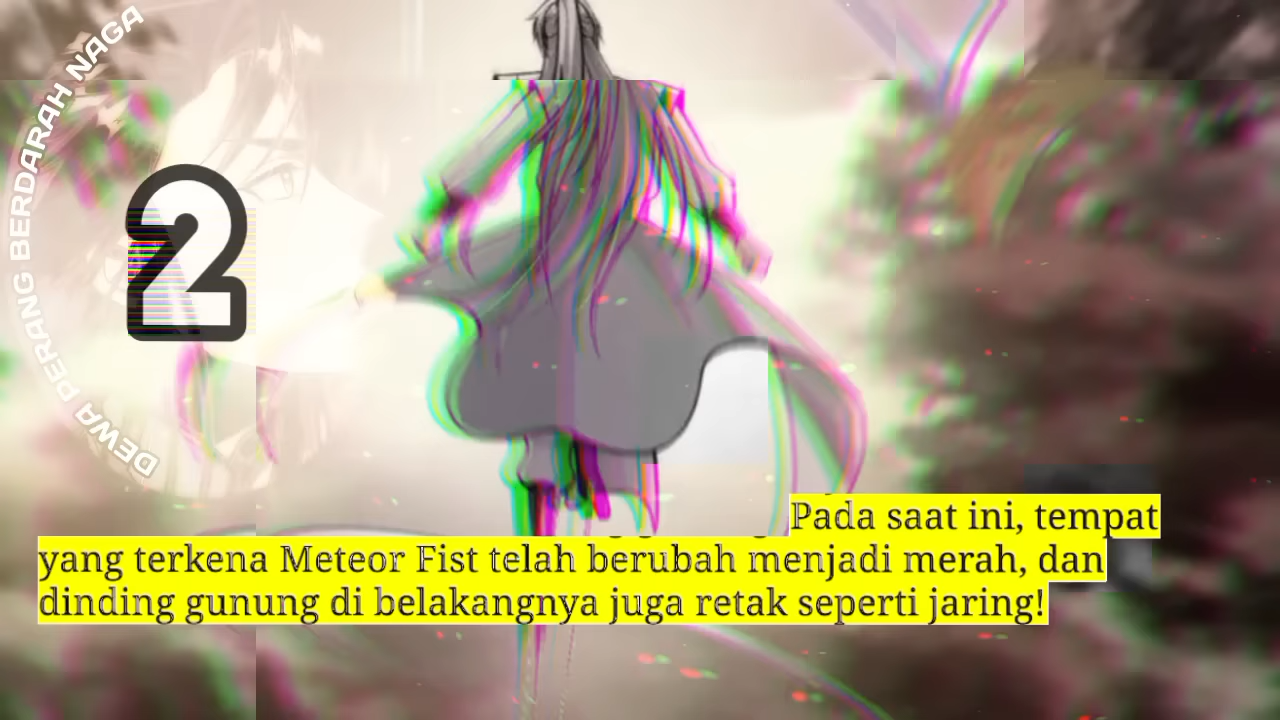 DEWA PERANG BERDARAH NAGA
2
Pada saat ini, tempat
yang terkena Meteor Fist telah berubah menjadi merah, dan
dinding gunung di belakangnya juga retak seperti jaring!